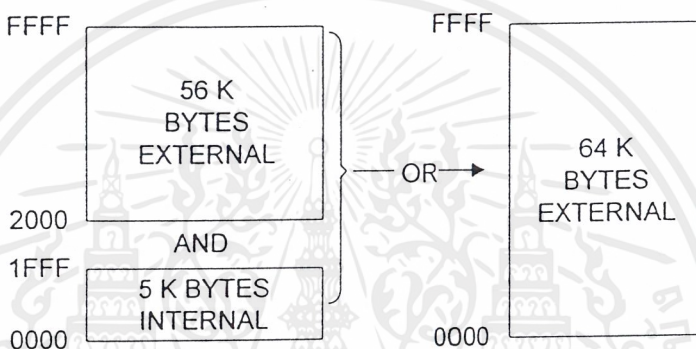 FFFF
56 K
BYTES
EXTERNAL
2000
AND
1FFF
5 K BYTES
INTERNAL
0000
OR
FFFF
64 K
BYTES
EXTERNAL
0000